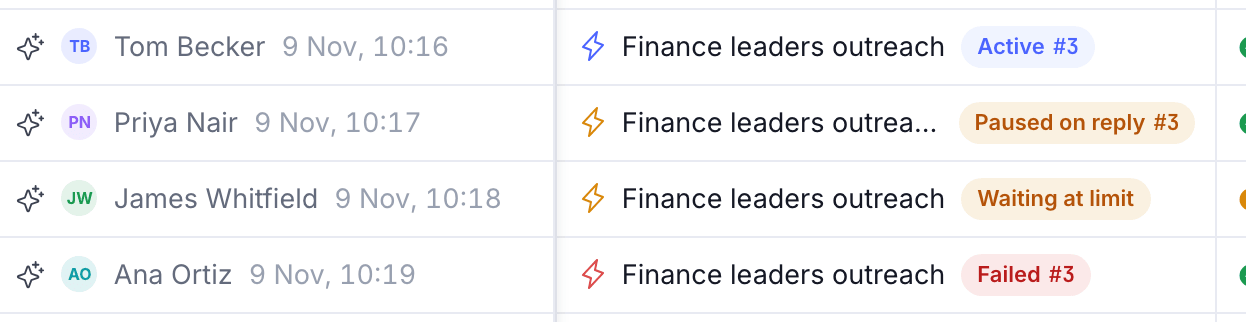 TB Tom Becker 9 Nov, 10:16 Finance leaders outreach Active #3
PN Priya Nair 9 Nov, 10:17 Finance leaders outrea... Paused on reply #3
JW James Whitfield 9 Nov, 10:18 Finance leaders outreach Waiting at limit
AO Ana Ortiz 9 Nov, 10:19 Finance leaders outreach Failed #3